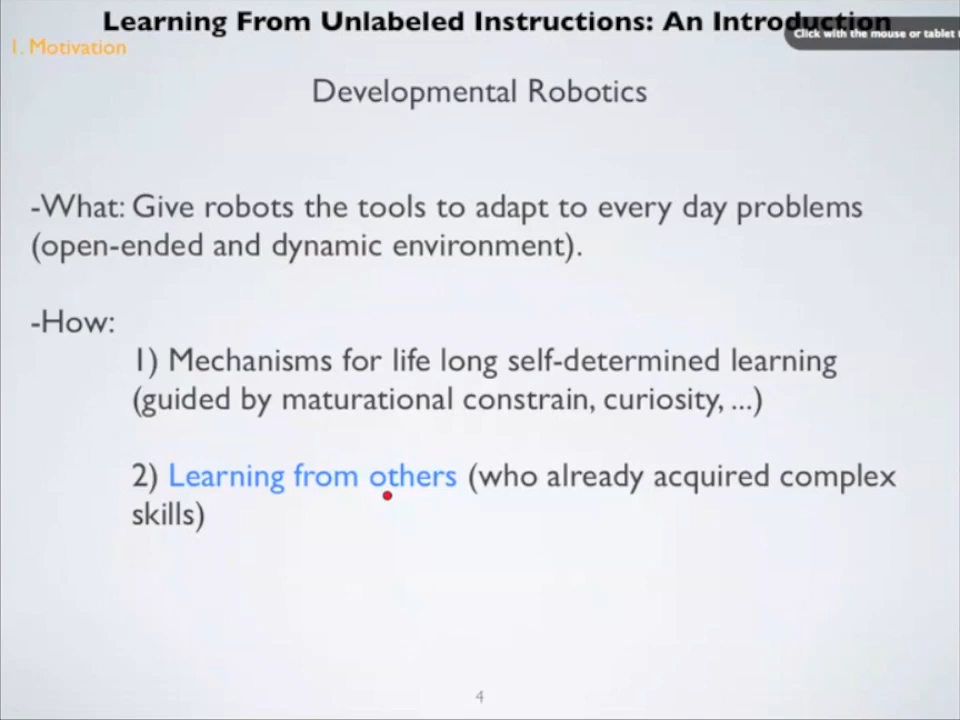 Learning From Unlabeled Instructions: An Introduction
Click with the mouse or tablet
1. Motivation
Developmental Robotics
-What: Give robots the tools to adapt to every day problems
(open-ended and dynamic environment).
-How:
1) Mechanisms for life long self-determined learning
(guided by maturational constrain, curiosity, ...)
2) Learning from others (who already acquired complex
skills)
4